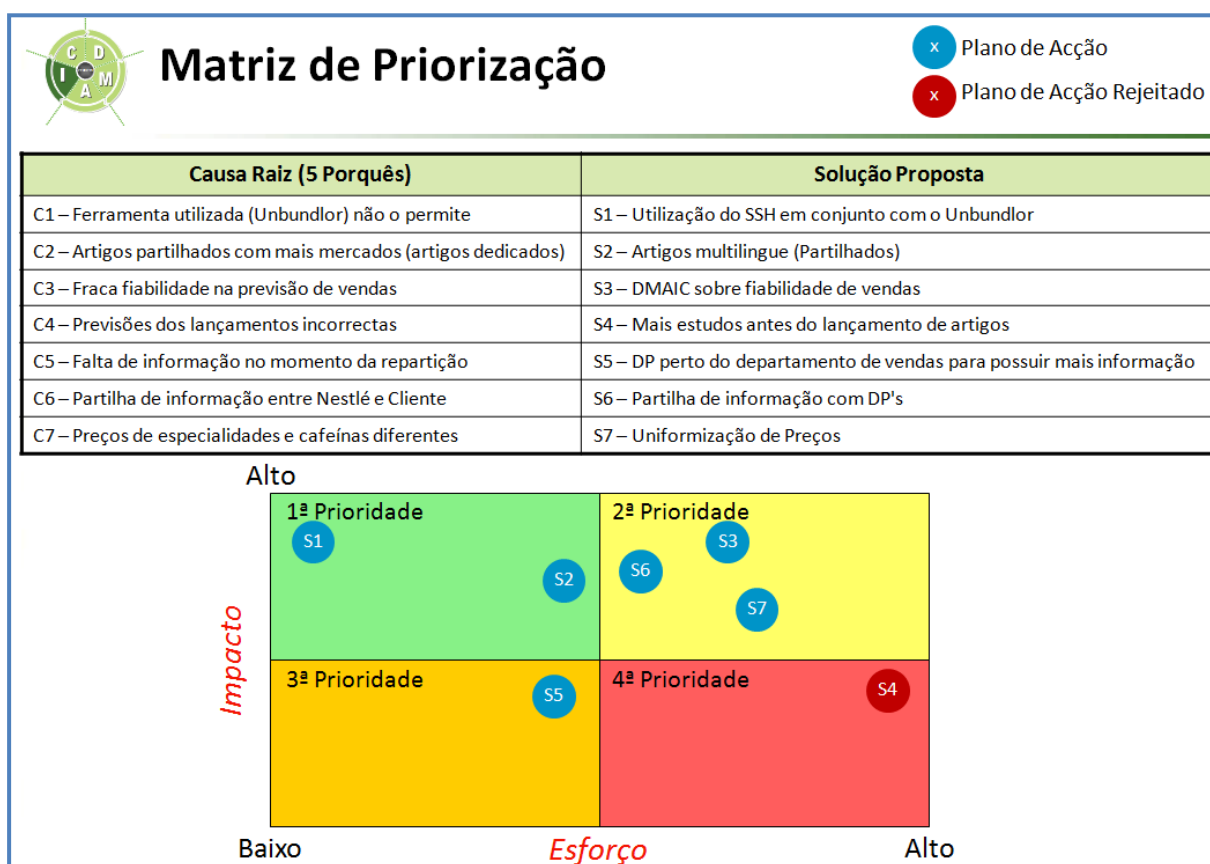 C
D
M
A
I
Matriz de Priorização
x Plano de Acção
x Plano de Acção Rejeitado
Causa Raiz (5 Porquês) Solução Proposta
C1 – Ferramenta utilizada (Unbundlor) não o permite S1 – Utilização do SSH em conjunto com o Unbundlor
C2 – Artigos partilhados com mais mercados (artigos dedicados) S2 – Artigos multilingue (Partilhados)
C3 – Fraca fiabilidade na previsão de vendas S3 – DMAIC sobre fiabilidade de vendas
C4 – Previsões dos lançamentos incorrectas S4 – Mais estudos antes do lançamento de artigos
C5 – Falta de informação no momento da repartição S5 – DP perto do departamento de vendas para possuir mais informação
C6 – Partilha de informação entre Nestlé e Cliente S6 – Partilha de informação com DP's
C7 – Preços de especialidades e cafeínas diferentes S7 – Uniformização de Preços
Alto
1ª Prioridade 2ª Prioridade
S1 S3
S2 S6
S7
Impacto
3ª Prioridade 4ª Prioridade
S5 S4
Baixo Esforço Alto